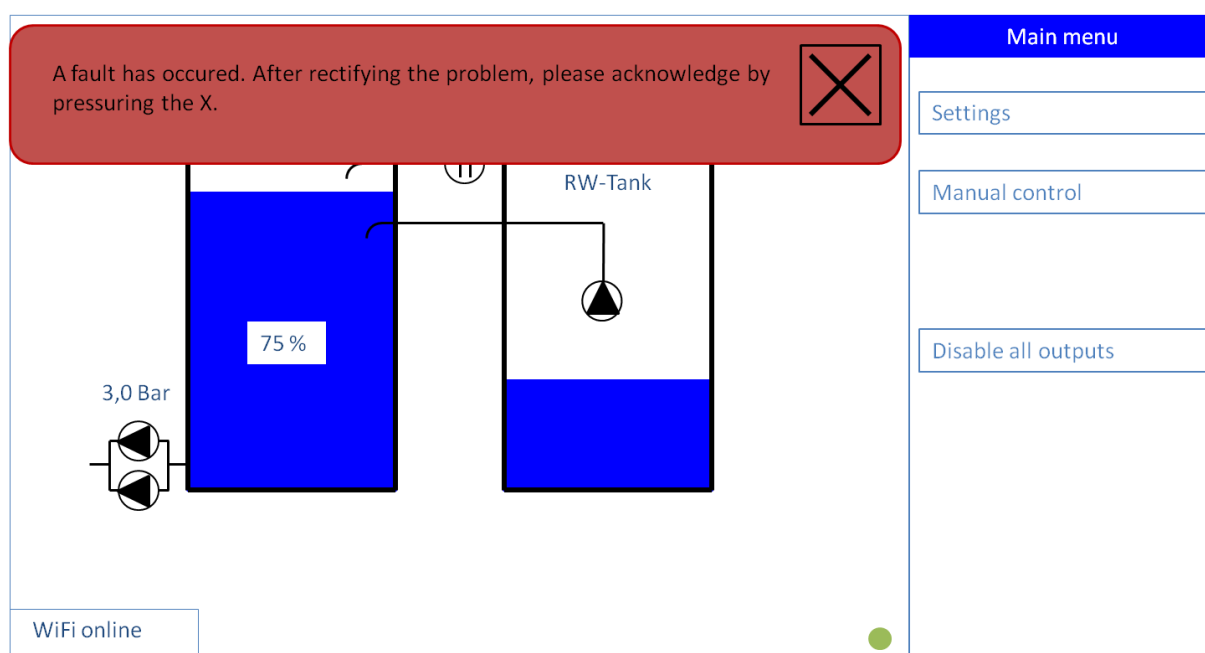 Main menu
A fault has occured. After rectifying the problem, please acknowledge by
pressuring the X.
Settings
Manual control
RW-Tank
75 %
Disable all outputs
3,0 Bar
WiFi online